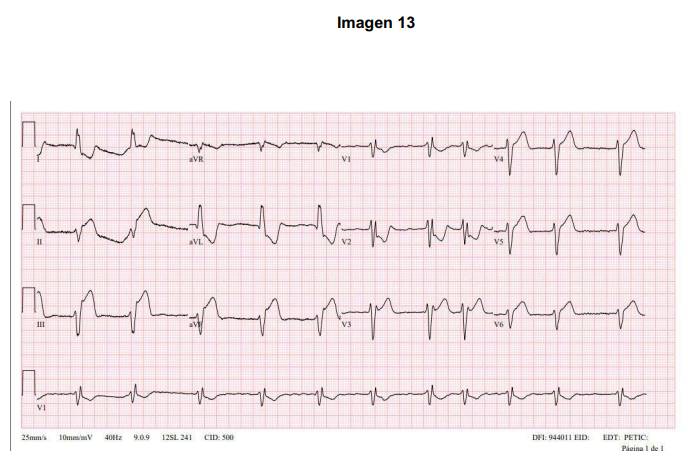 Imagen 13
I aVR V1 V4
II aVL V2 V5
III aVF V3 V6
V1
25mm/s 10mm/mV 40Hz 9.0.9 12SL 241 CID: 500 DFI: 944011 EID: EDT: PETIC:
Página 1 de 1